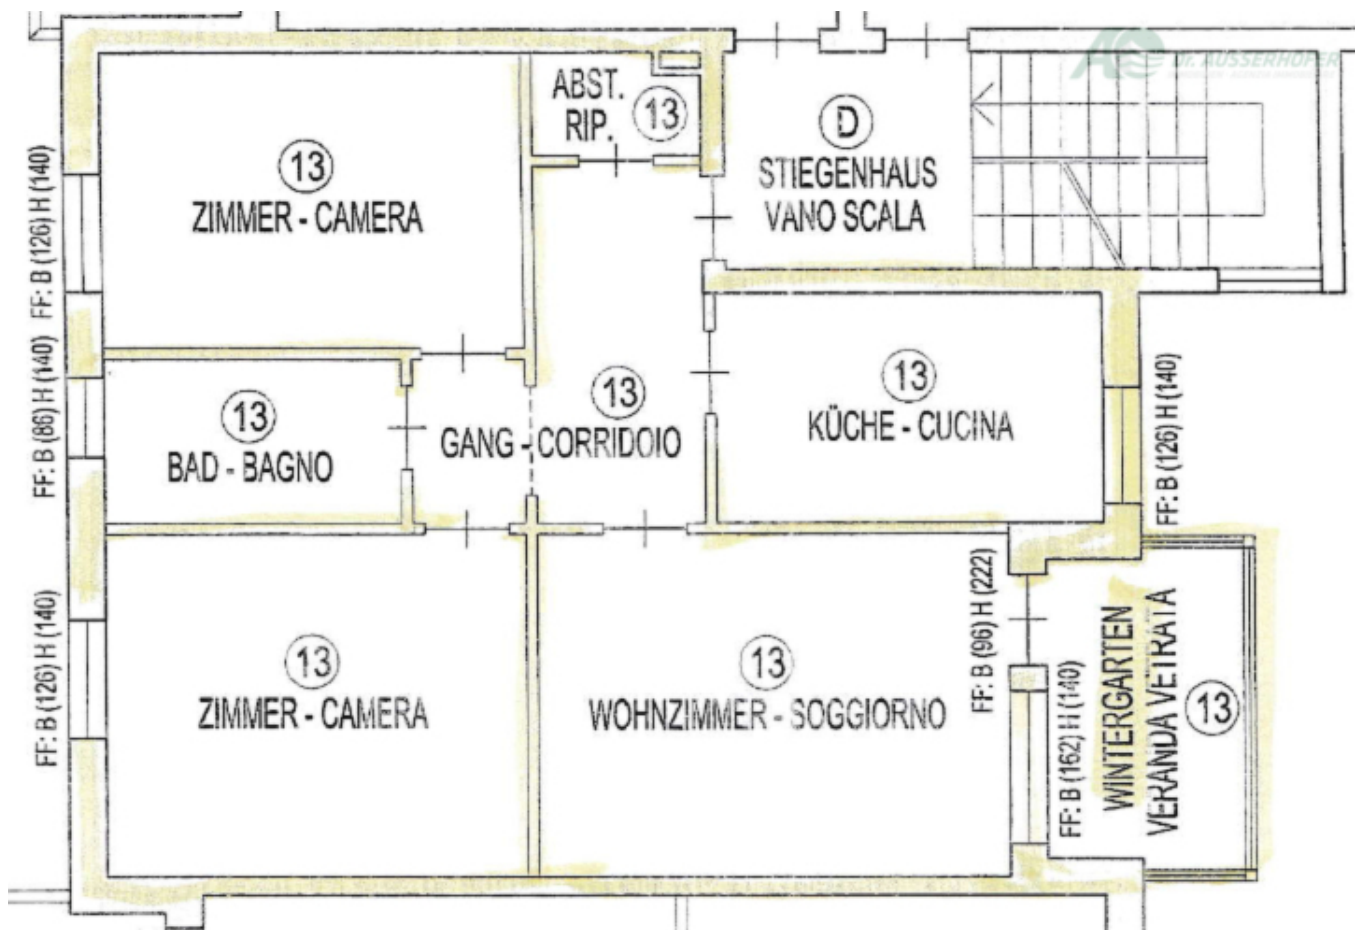 Dr. AUSSERHOFER
ABST.
RIP.
13
D
STIEGENHAUS
VANO SCALA
13
ZIMMER - CAMERA
FF: B (126) H (140)
13
BAD - BAGNO
FF: B (86) H (140)
13
GANG - CORRIDOIO
13
KÜCHE - CUCINA
FF: B (126) H (140)
13
ZIMMER - CAMERA
FF: B (126) H (140)
13
WOHNZIMMER - SOGGIORNO
FF: B (96) H (222)
FF: B (162) H (140)
WINTERGARTEN
VERANDA VETRATA
13